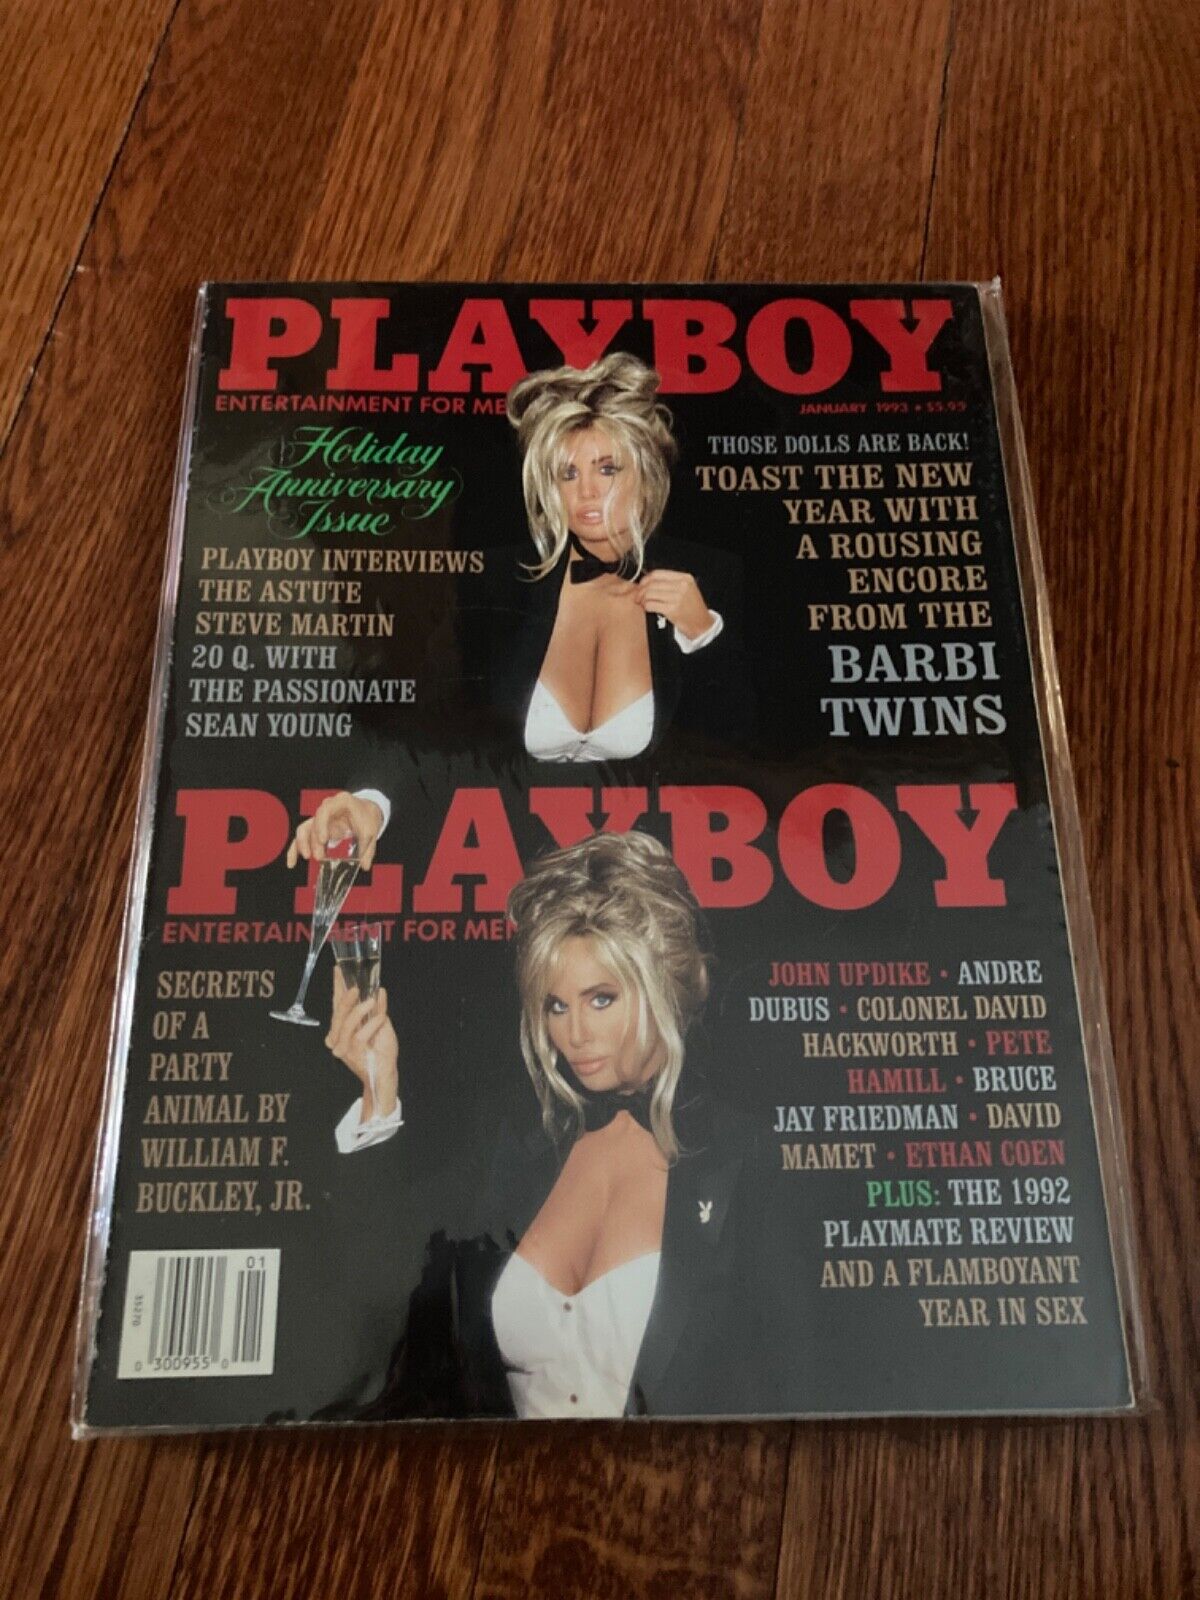 PLAYBOY
ENTERTAINMENT FOR ME
JANUARY 1993 • $5.95
Holiday
Anniversary
Issue
PLAYBOY INTERVIEWS
THE ASTUTE
STEVE MARTIN
20 Q. WITH
THE PASSIONATE
SEAN YOUNG
THOSE DOLLS ARE BACK!
TOAST THE NEW
YEAR WITH
A ROUSING
ENCORE
FROM THE
BARBI
TWINS
PLAYBOY
ENTERTAINMENT FOR MEN
SECRETS
OF A
PARTY
ANIMAL BY
WILLIAM F.
BUCKLEY, JR.
JOHN UPDIKE • ANDRE
DUBUS • COLONEL DAVID
HACKWORTH • PETE
HAMILL • BRUCE
JAY FRIEDMAN • DAVID
MAMET • ETHAN COEN
PLUS: THE 1992
PLAYMATE REVIEW
AND A FLAMBOYANT
YEAR IN SEX
01
35270
0 300955 0